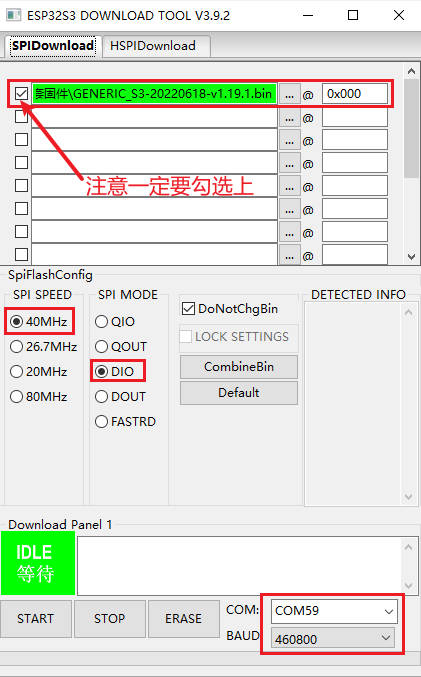 ESP32S3 DOWNLOAD TOOL V3.9.2
SPIDownload HSPIDownload
固件\GENERIC_S3-20220618-v1.19.1.bin ... @ 0x000
... @
... @
... @
... @
... @
... @
... @
注意一定要勾选上
SpiFlashConfig
SPI SPEED
40MHz
26.7MHz
20MHz
80MHz
SPI MODE
QIO
QOUT
DIO
DOUT
FASTRD
DoNotChgBin
LOCK SETTINGS
CombineBin
Default
DETECTED INFO
Download Panel 1
IDLE
等待
START STOP ERASE
COM: COM59
BAUD 460800